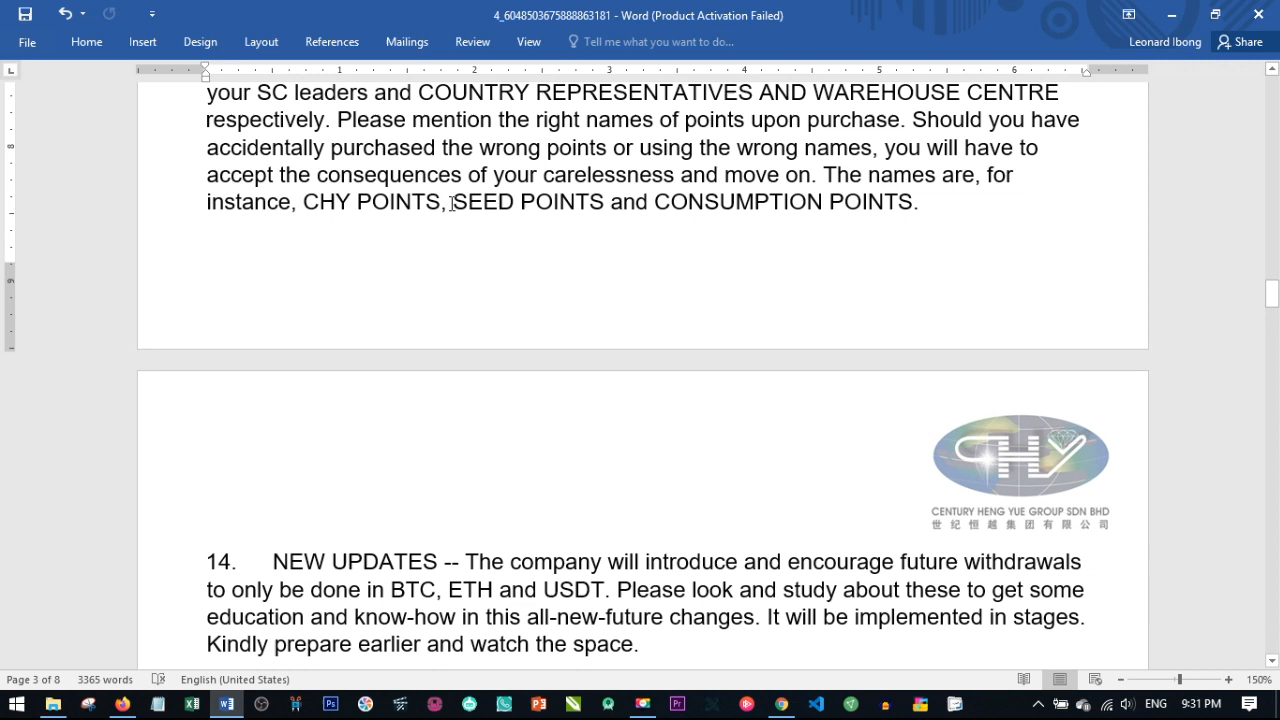 4_6048503675888863181 - Word (Product Activation Failed)
File Home Insert Design Layout References Mailings Review View Tell me what you want to do... Leonard Ibong Share
1 2 3 4 5 6
your SC leaders and COUNTRY REPRESENTATIVES AND WAREHOUSE CENTRE
respectively. Please mention the right names of points upon purchase. Should you have
accidentally purchased the wrong points or using the wrong names, you will have to
accept the consequences of your carelessness and move on. The names are, for
instance, CHY POINTS, SEED POINTS and CONSUMPTION POINTS.
CHY
CENTURY HENG YUE GROUP SDN BHD
世纪恒越集团有限公司
14. NEW UPDATES -- The company will introduce and encourage future withdrawals
to only be done in BTC, ETH and USDT. Please look and study about these to get some
education and know-how in this all-new-future changes. It will be implemented in stages.
Kindly prepare earlier and watch the space.
Page 3 of 8 3365 words English (United States) 150%
ENG 9:31 PM